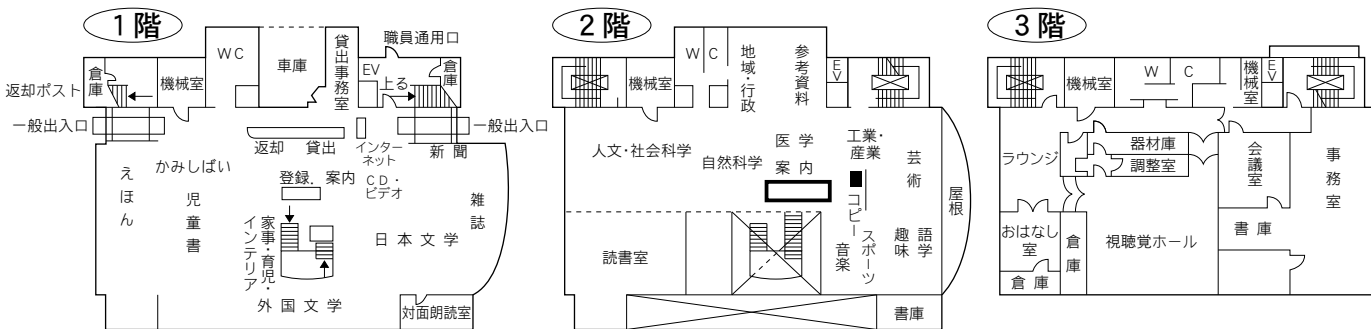 1階
倉庫
機械室
WC
車庫
貸出事務室
EV
職員通用口
上る
倉庫
返却ポスト
一般出入口
一般出入口
返却
貸出
インターネット
新聞
えほん
かみしばい
児童書
登録．案内
CD・ビデオ
雑誌
家事・育児・インテリア
日本文学
外国文学
対面朗読室
2階
機械室
WC
地域・行政
参考資料
EV
人文・社会科学
自然科学
医学
工業・産業
案内
芸術
コピー
屋根
読書室
音楽
スポーツ
趣味
語学
書庫
3階
機械室
W
C
機械室
EV
ラウンジ
器材庫
調整室
会議室
事務室
おはなし室
倉庫
視聴覚ホール
書庫
倉庫